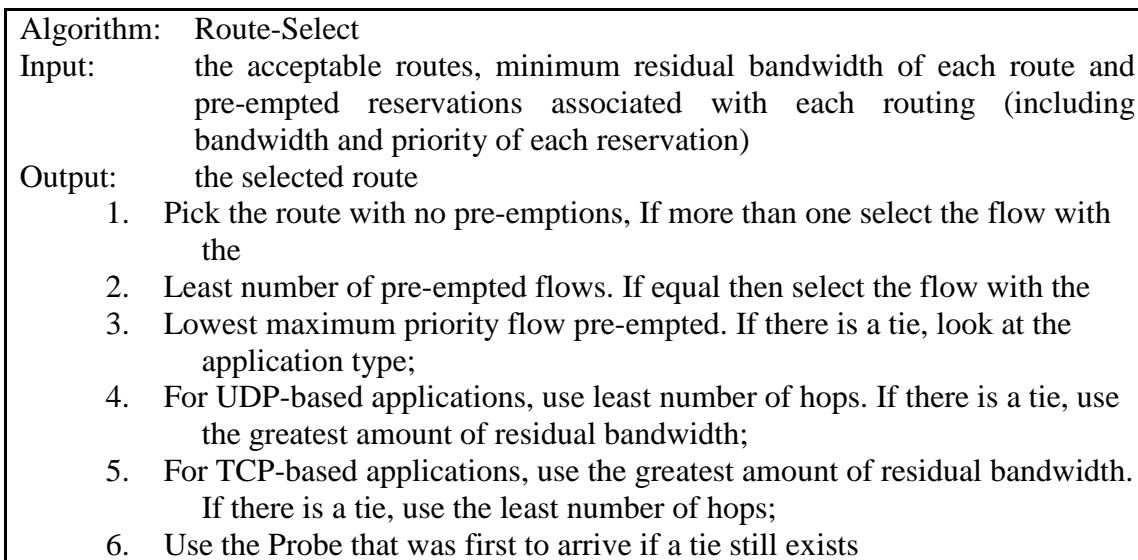 Algorithm: Route-Select
Input: the acceptable routes, minimum residual bandwidth of each route and
pre-empted reservations associated with each routing (including
bandwidth and priority of each reservation)
Output: the selected route
1. Pick the route with no pre-emptions, If more than one select the flow with
the
2. Least number of pre-empted flows. If equal then select the flow with the
3. Lowest maximum priority flow pre-empted. If there is a tie, look at the
application type;
4. For UDP-based applications, use least number of hops. If there is a tie, use
the greatest amount of residual bandwidth;
5. For TCP-based applications, use the greatest amount of residual bandwidth.
If there is a tie, use the least number of hops;
6. Use the Probe that was first to arrive if a tie still exists